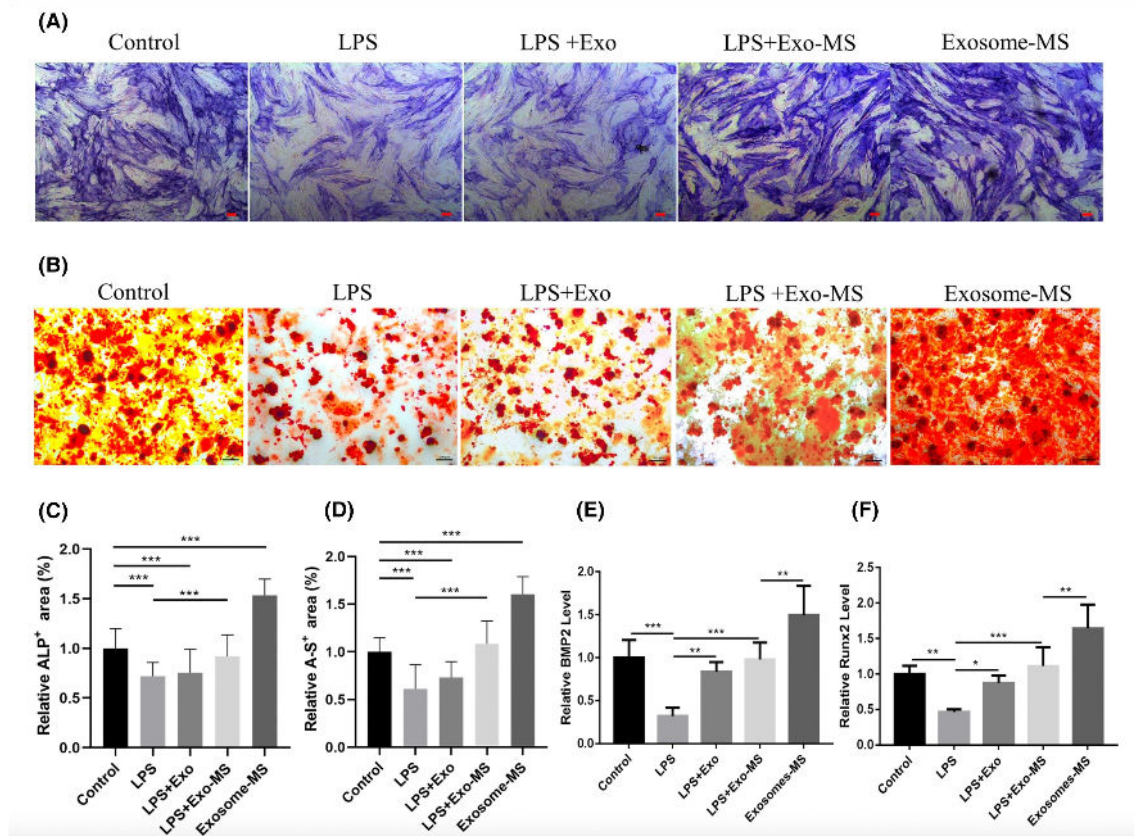 (A)
Control LPS LPS +Exo LPS+Exo-MS Exosome-MS
(B)
Control LPS LPS+Exo LPS +Exo-MS Exosome-MS
(C)
Relative ALP+ area (%)
2.0
1.5
1.0
0.5
0.0
***
***
***
***
Control
LPS
LPS+Exo
LPS+Exo-MS
Exosome-MS
(D)
Relative A-S+ area (%)
2.0
1.5
1.0
0.5
0.0
***
***
***
***
Control
LPS
LPS+Exo
LPS+Exo-MS
Exosome-MS
(E)
Relative BMP2 Level
2.0
1.5
1.0
0.5
0.0
**
***
***
**
Control
LPS
LPS+Exo
LPS+Exo-MS
Exosomes-MS
(F)
Relative Runx2 Level
2.5
2.0
1.5
1.0
0.5
0.0
**
***
**
*
Control
LPS
LPS+Exo
LPS+Exo-MS
Exosomes-MS